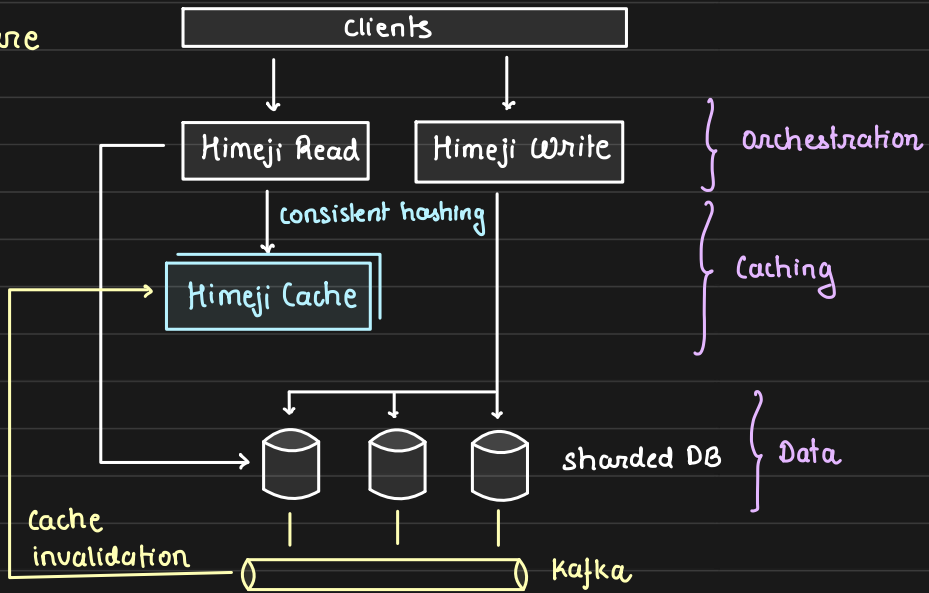 Clients
Himeji Read
Himeji Write
Orchestration
consistent hashing
Caching
Himeji Cache
sharded DB
Data
Cache
invalidation
Kafka